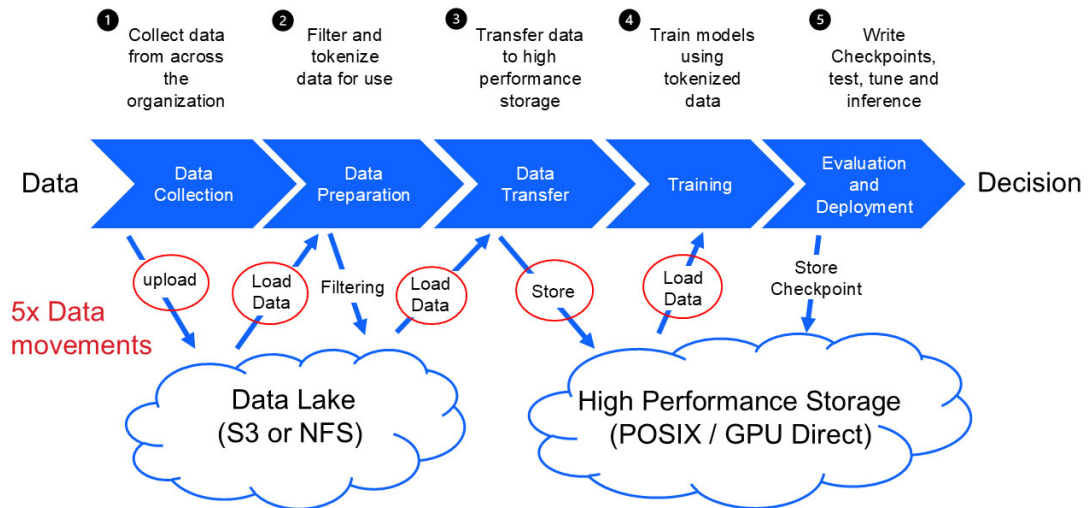 1
Collect data
from across
the
organization
2
Filter and
tokenize
data for use
3
Transfer data
to high
performance
storage
4
Train models
using
tokenized
data
5
Write
Checkpoints,
test, tune and
inference
Data
Data
Collection
Data
Preparation
Data
Transfer
Training
Evaluation
and
Deployment
Decision
upload
Load
Data
Filtering
Load
Data
Store
Load
Data
Store
Checkpoint
5x Data
movements
Data Lake
(S3 or NFS)
High Performance Storage
(POSIX / GPU Direct)